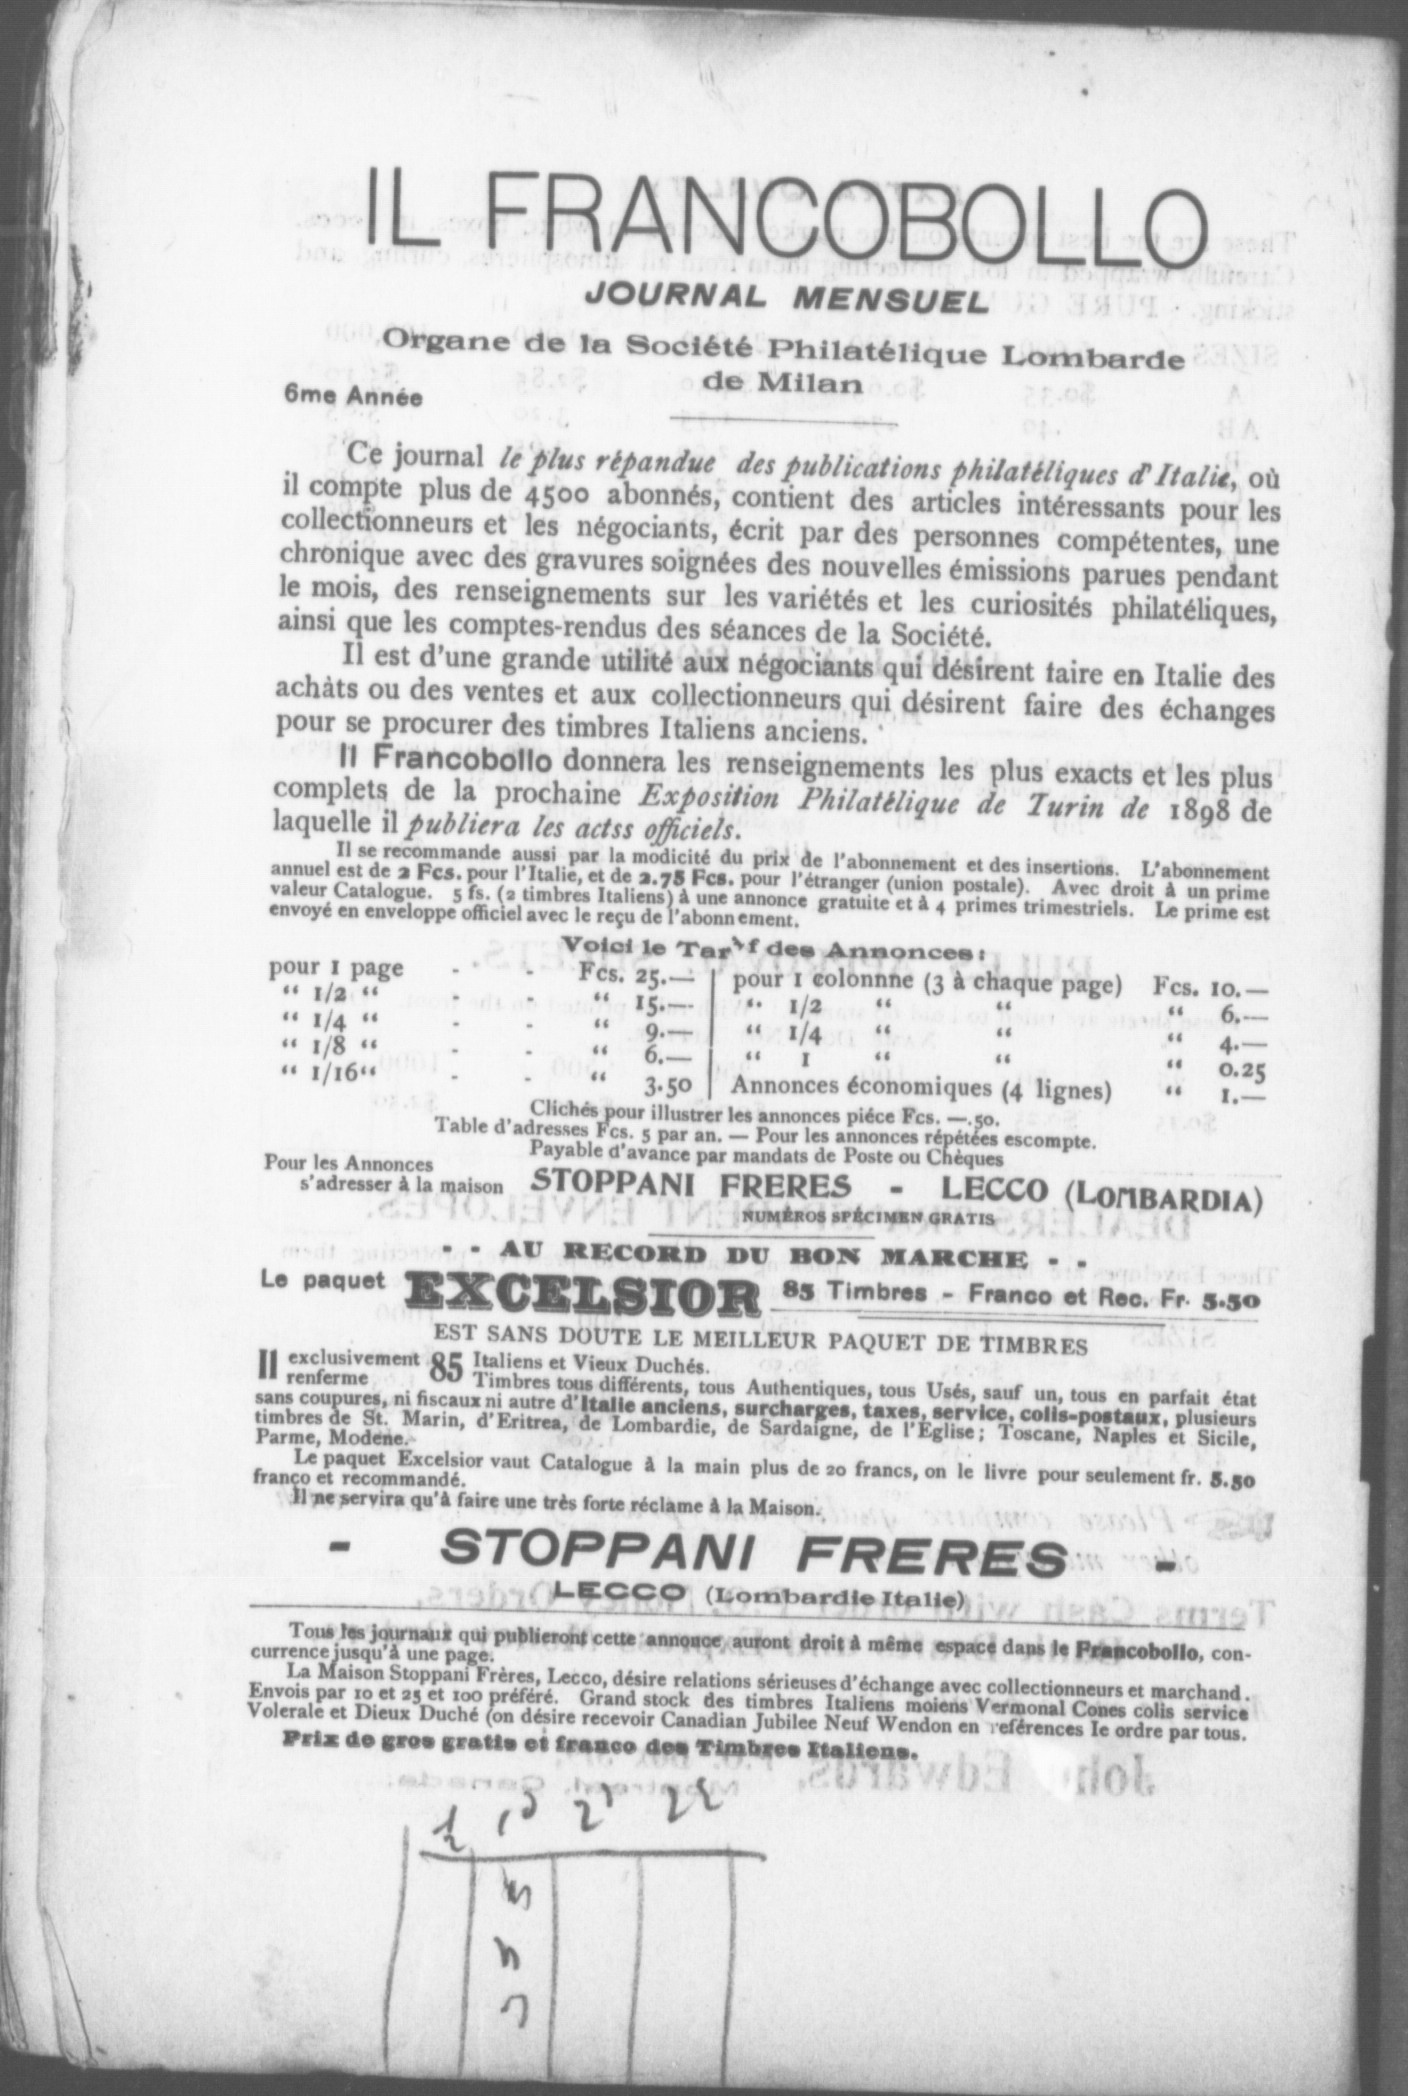 IL FRANCOBOLLO
JOURNAL MENSUEL
Organe de la Société Philatélique Lombarde
de Milan
6me Année
Ce journal le plus répandue des publications philatéliques d'Italie, où
il compte plus de 4500 abonnés, contient des articles intéressants pour les
collectionneurs et les négociants, écrit par des personnes compétentes, une
chronique avec des gravures soignées des nouvelles émissions parues pendant
le mois, des renseignements sur les variétés et les curiosités philatéliques,
ainsi que les comptes-rendus des séances de la Société.
Il est d'une grande utilité aux négociants qui désirent faire en Italie des
achàts ou des ventes et aux collectionneurs qui désirent faire des échanges
pour se procurer des timbres Italiens anciens.
Il Francobollo donnera les renseignements les plus exacts et les plus
complets de la prochaine Exposition Philatélique de Turin de 1898 de
laquelle il publiera les actss officiels.
Il se recommande aussi par la modicité du prix de l'abonnement et des insertions. L'abonnement
annuel est de 2 Fcs. pour l'Italie, et de 2.75 Fcs. pour l'étranger (union postale). Avec droit à un prime
valeur Catalogue. 5 fs. (2 timbres Italiens) à une annonce gratuite et à 4 primes trimestriels. Le prime est
envoyé en enveloppe officiel avec le reçu de l'abonnement.
Voici le Tarif des Annonces:
pour 1 page - - Fcs. 25.— | pour 1 colonnne (3 à chaque page) Fcs. 10.—
“ 1/2 “ - - “ 15.— | “ 1/2 “ “ “ 6.—
“ 1/4 “ - - “ 9.— | “ 1/4 “ “ “ 4.—
“ 1/8 “ - - “ 6.— | “ 1 “ “ “ 0.25
“ 1/16“ - - “ 3.50 | Annonces économiques (4 lignes) “ 1.—
Clichés pour illustrer les annonces piéce Fcs. —.50.
Table d'adresses Fcs. 5 par an. — Pour les annonces répétées escompte.
Payable d'avance par mandats de Poste ou Chèques
Pour les Annonces
s'adresser à la maison STOPPANI FRERES - LECCO (LOMBARDIA)
NUMÉROS SPÉCIMEN GRATIS
- - AU RECORD DU BON MARCHE - -
Le paquet EXCELSIOR 85 Timbres - Franco et Rec. Fr. 5.50
EST SANS DOUTE LE MEILLEUR PAQUET DE TIMBRES
Il exclusivement 85 Italiens et Vieux Duchés.
renferme Timbres tous différents, tous Authentiques, tous Usés, sauf un, tous en parfait état
sans coupures, ni fiscaux ni autre d'Italie anciens, surcharges, taxes, service, colis-postaux, plusieurs
timbres de St. Marin, d'Eritrea, de Lombardie, de Sardaigne, de l'Eglise; Toscane, Naples et Sicile,
Parme, Modene.
Le paquet Excelsior vaut Catalogue à la main plus de 20 francs, on le livre pour seulement fr. 5.50
franco et recommandé.
Il ne servira qu'à faire une très forte réclame à la Maison.
- STOPPANI FRERES -
LECCO (Lombardie Italie)
Tous les journaux qui publieront cette annonce auront droit à même espace dans le Francobollo, con-
currence jusqu'à une page.
La Maison Stoppani Frères, Lecco, désire relations sérieuses d'échange avec collectionneurs et marchand.
Envois par 10 et 25 et 100 préféré. Grand stock des timbres Italiens moiens Vermonal Cones colis service
Volerale et Dieux Duché (on désire recevoir Canadian Jubilee Neuf Wendon en references Ie ordre par tous.
Prix de gros gratis et franco des Timbres Italiens.